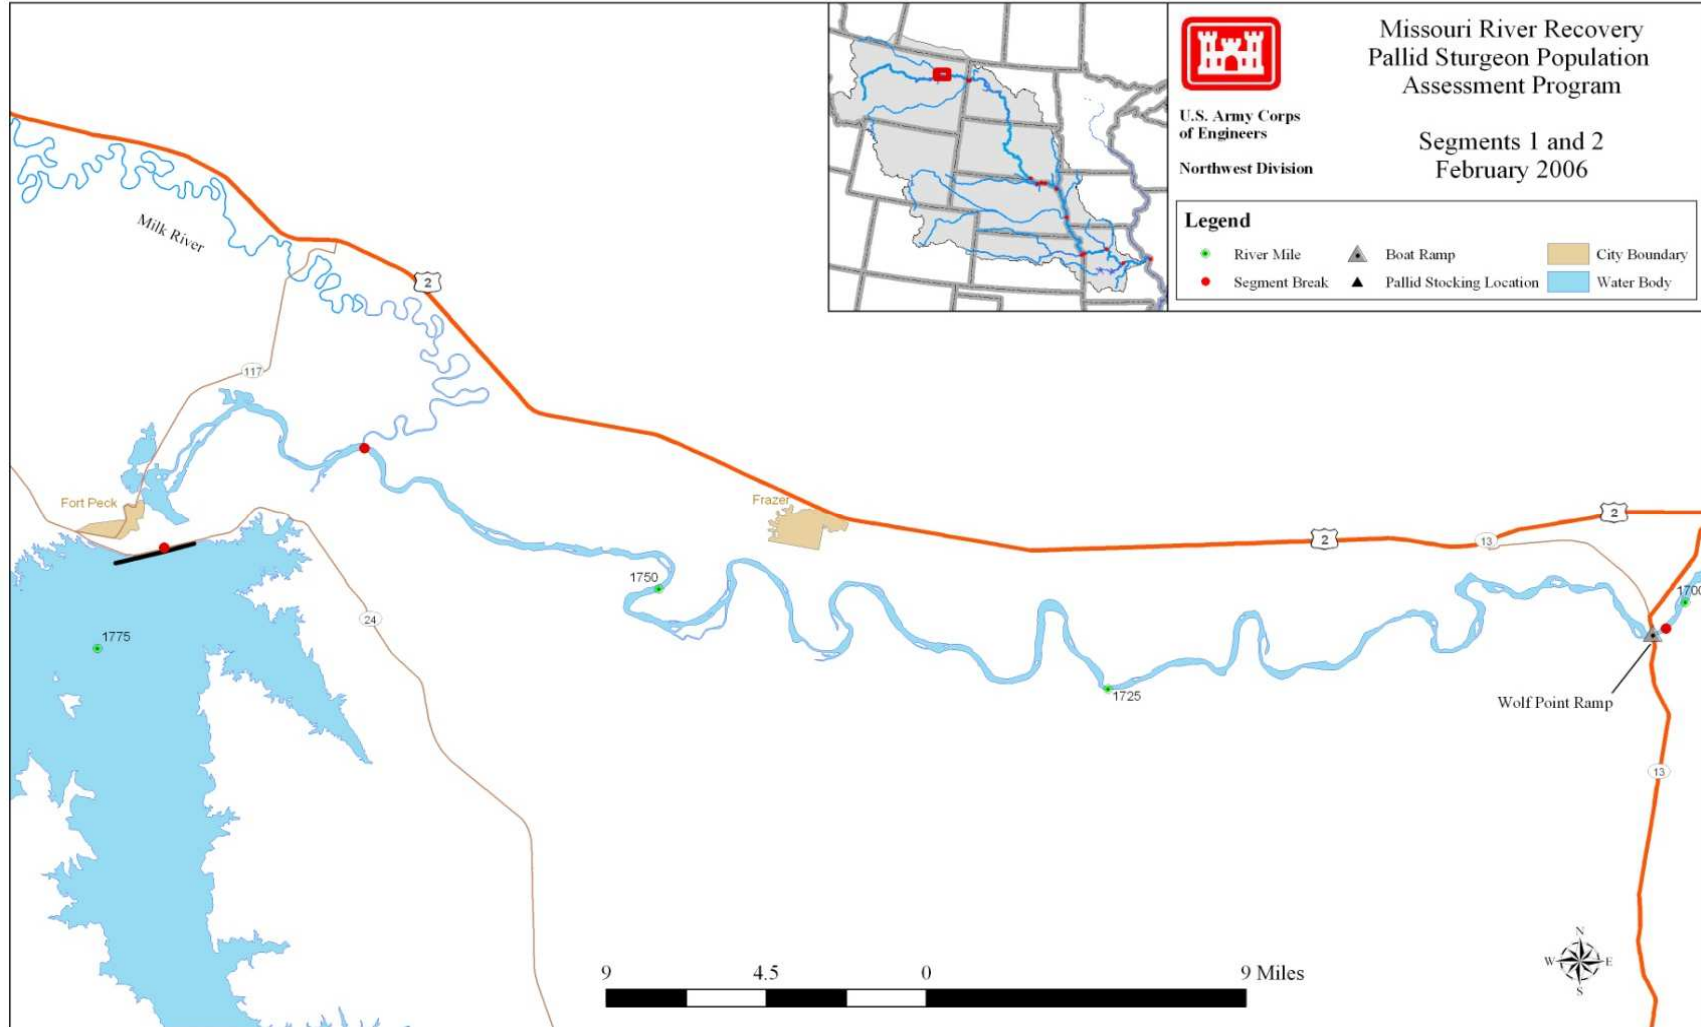 Missouri River Recovery
Pallid Sturgeon Population
Assessment Program
Segments 1 and 2
February 2006
U.S. Army Corps
of Engineers
Northwest Division
Legend
River Mile
Boat Ramp
City Boundary
Segment Break
Pallid Stocking Location
Water Body
Milk River
2
117
Fort Peck
Frazer
2
13
2
1750
1700
24
1775
1725
Wolf Point Ramp
13
N
W E
S
9 4.5 0 9 Miles